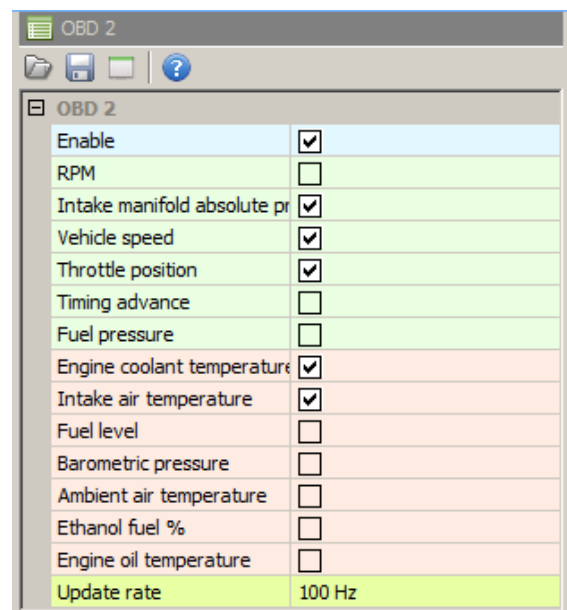 OBD 2
?
OBD 2
Enable
RPM
Intake manifold absolute pr
Vehicle speed
Throttle position
Timing advance
Fuel pressure
Engine coolant temperature
Intake air temperature
Fuel level
Barometric pressure
Ambient air temperature
Ethanol fuel %
Engine oil temperature
Update rate 100 Hz